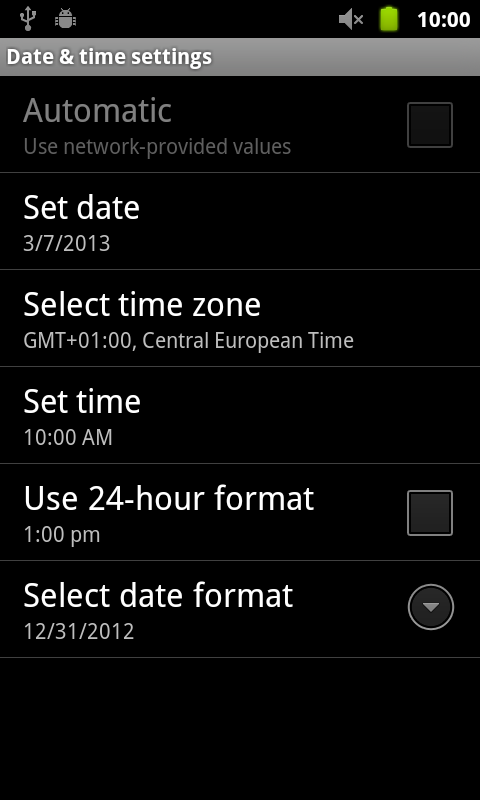 10:00
Date & time settings
Automatic
Use network-provided values
Set date
3/7/2013
Select time zone
GMT+01:00, Central European Time
Set time
10:00 AM
Use 24-hour format
1:00 pm
Select date format
12/31/2012